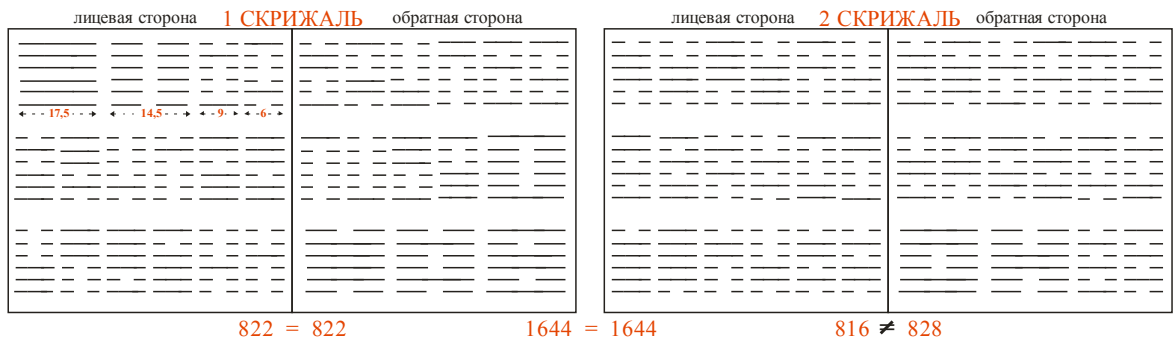 лицевая сторона 1 СКРИЖАЛЬ обратная сторона
лицевая сторона 2 СКРИЖАЛЬ обратная сторона
17,5 14,5 9 6
822 = 822 1644 = 1644 816 ≠ 828